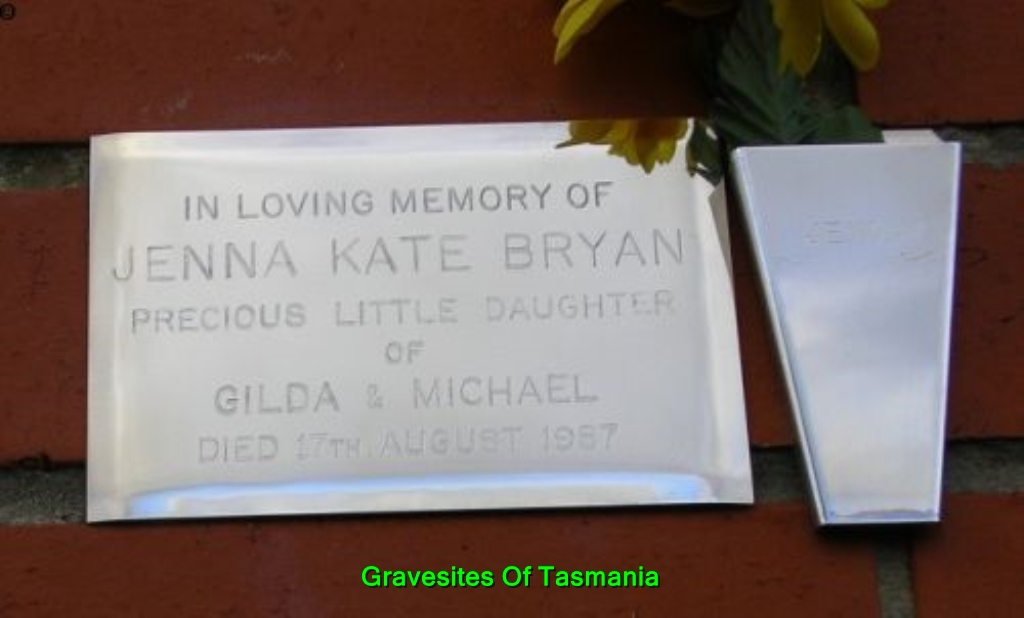 IN LOVING MEMORY OF
JENNA KATE BRYAN
PRECIOUS LITTLE DAUGHTER
OF
GILDA & MICHAEL
DIED 17TH. AUGUST 1987
Gravesites Of Tasmania